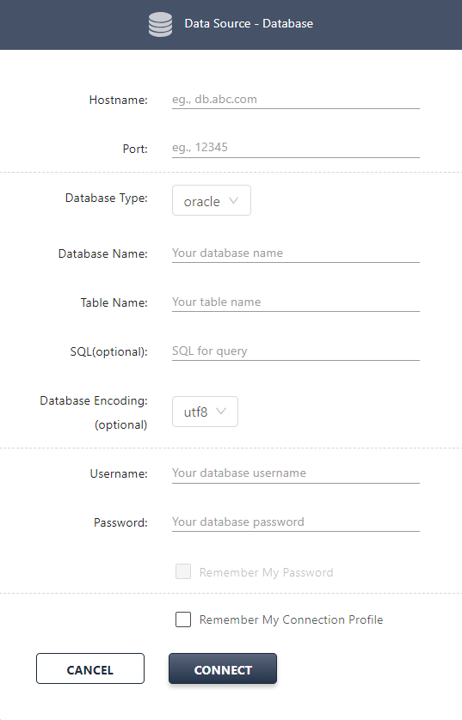 Data Source - Database
Hostname: eg., db.abc.com
Port: eg., 12345
Database Type: oracle
Database Name: Your database name
Table Name: Your table name
SQL(optional): SQL for query
Database Encoding: utf8
(optional)
Username: Your database username
Password: Your database password
Remember My Password
Remember My Connection Profile
CANCEL CONNECT